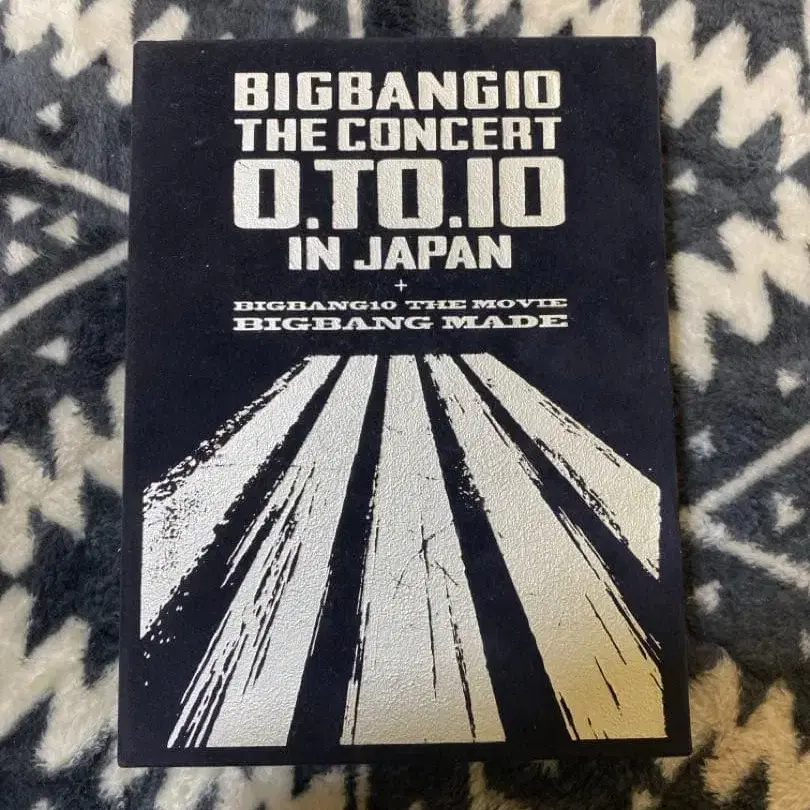 BIGBANG10
THE CONCERT
0.TO.10
IN JAPAN
+
BIGBANG10 THE MOVIE
BIGBANG MADE